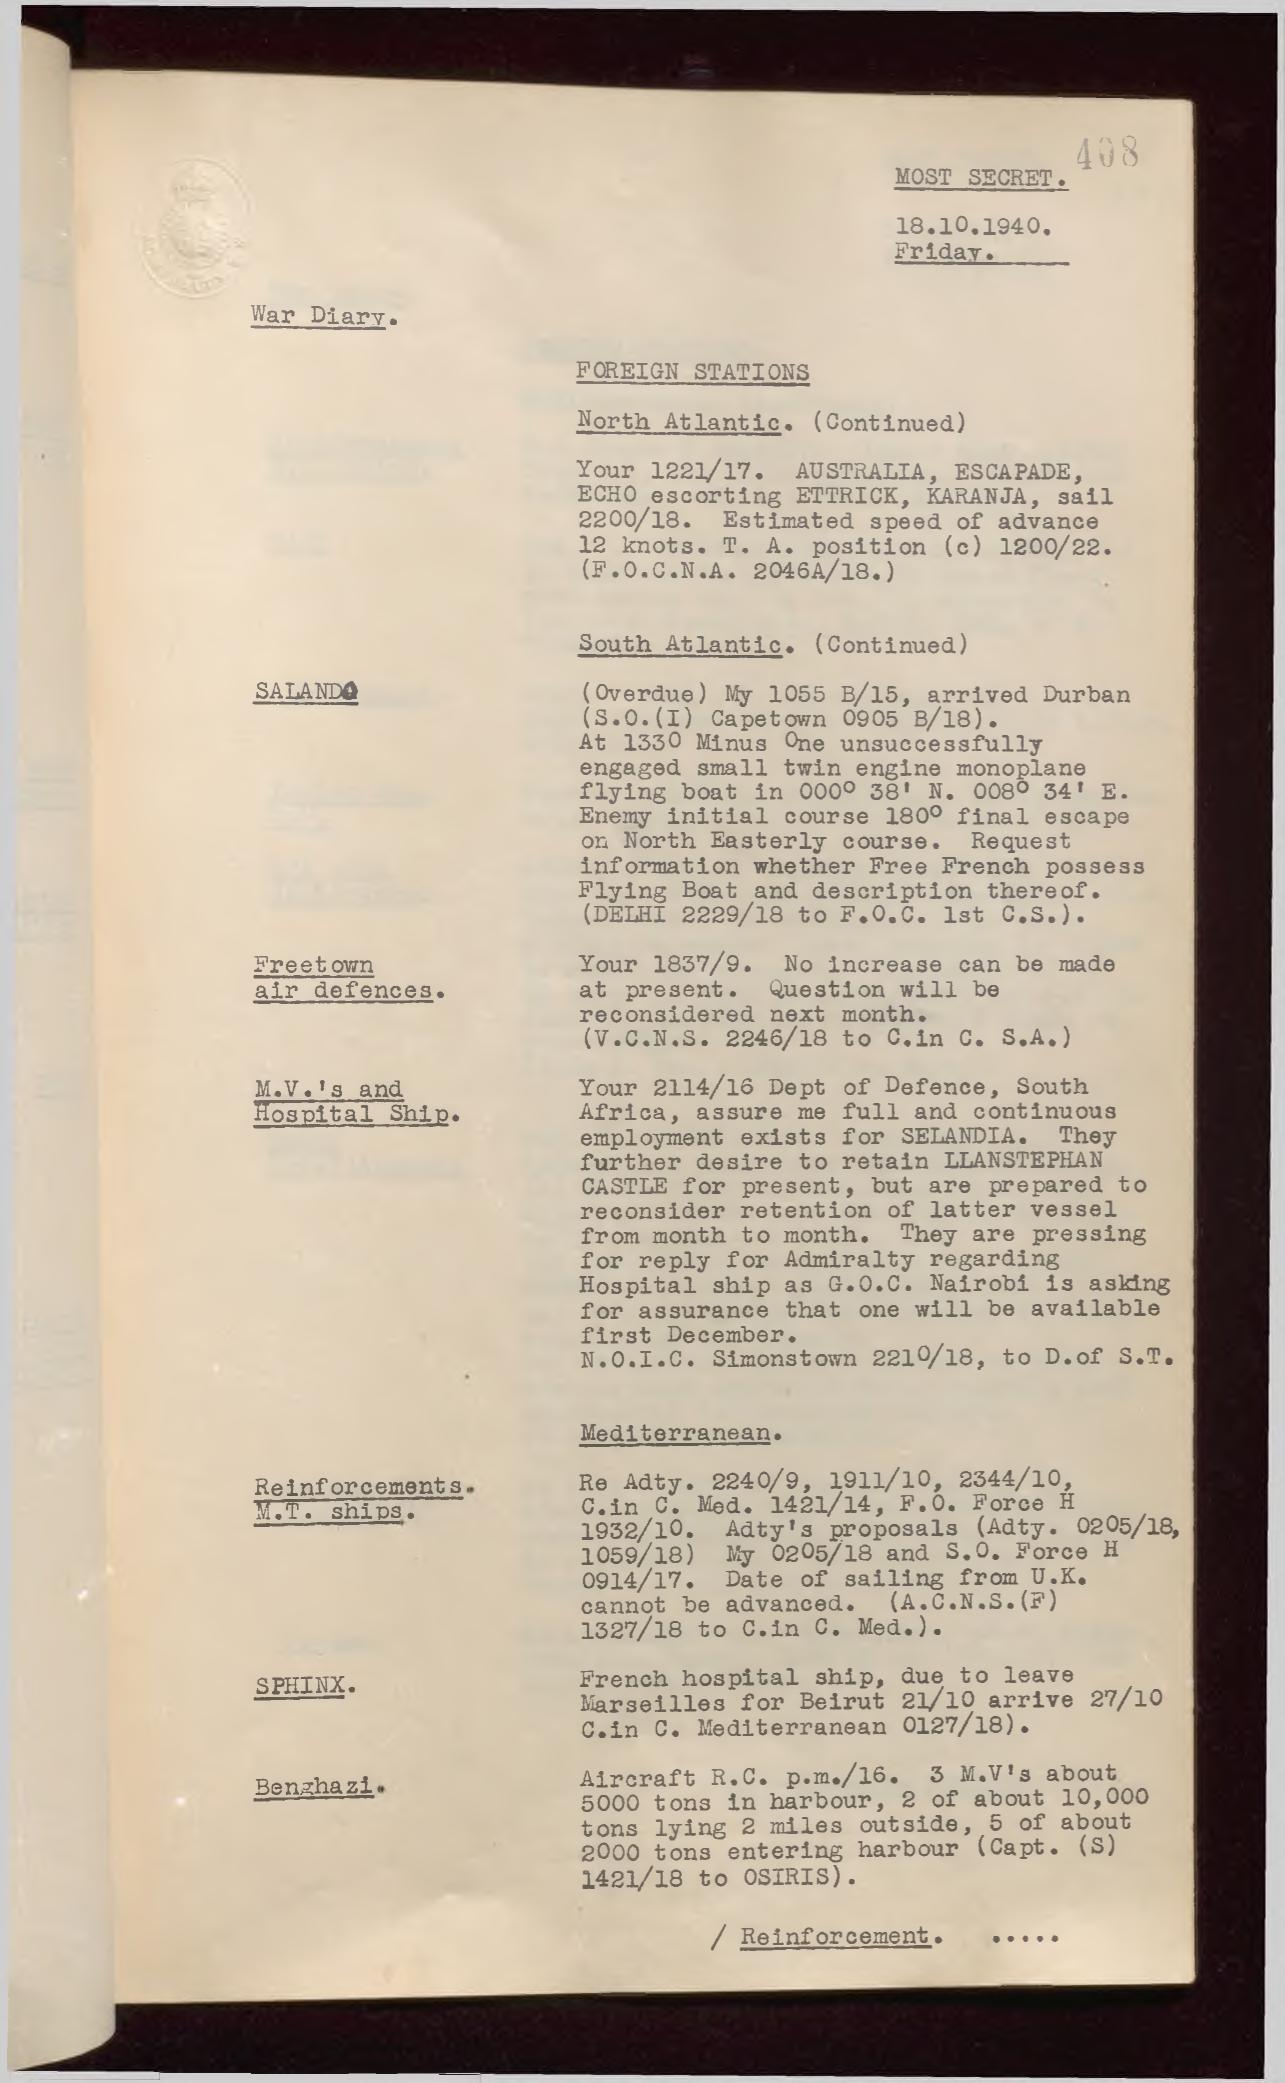 408
MOST SECRET.
18.10.1940.
Friday.
War Diary.
FOREIGN STATIONS
North Atlantic. (Continued)
Your 1221/17. AUSTRALIA, ESCAPADE,
ECHO escorting ETTRICK, KARANJA, sail
2200/18. Estimated speed of advance
12 knots. T. A. position (c) 1200/22.
(F.O.C.N.A. 2046A/18.)
South Atlantic. (Continued)
SALANDO
(Overdue) My 1055 B/15, arrived Durban
(S.O.(I) Capetown 0905 B/18).
At 1330 Minus One unsuccessfully
engaged small twin engine monoplane
flying boat in 000° 38' N. 008° 34' E.
Enemy initial course 180° final escape
on North Easterly course. Request
information whether Free French possess
Flying Boat and description thereof.
(DELHI 2229/18 to F.O.C. 1st C.S.).
Freetown
air defences.
Your 1837/9. No increase can be made
at present. Question will be
reconsidered next month.
(V.C.N.S. 2246/18 to C.in C. S.A.)
M.V.'s and
Hospital Ship.
Your 2114/16 Dept of Defence, South
Africa, assure me full and continuous
employment exists for SELANDIA. They
further desire to retain LLANSTEPHAN
CASTLE for present, but are prepared to
reconsider retention of latter vessel
from month to month. They are pressing
for reply for Admiralty regarding
Hospital ship as G.O.C. Nairobi is asking
for assurance that one will be available
first December.
N.O.I.C. Simonstown 2210/18, to D.of S.T.
Mediterranean.
Reinforcements.
M.T. ships.
Re Adty. 2240/9, 1911/10, 2344/10,
C.in C. Med. 1421/14, F.O. Force H
1932/10. Adty's proposals (Adty. 0205/18,
1059/18) My 0205/18 and S.O. Force H
0914/17. Date of sailing from U.K.
cannot be advanced. (A.C.N.S.(F)
1327/18 to C.in C. Med.).
SPHINX.
French hospital ship, due to leave
Marseilles for Beirut 21/10 arrive 27/10
C.in C. Mediterranean 0127/18).
Benghazi.
Aircraft R.C. p.m./16. 3 M.V's about
5000 tons in harbour, 2 of about 10,000
tons lying 2 miles outside, 5 of about
2000 tons entering harbour (Capt. (S)
1421/18 to OSIRIS).
/ Reinforcement. .....